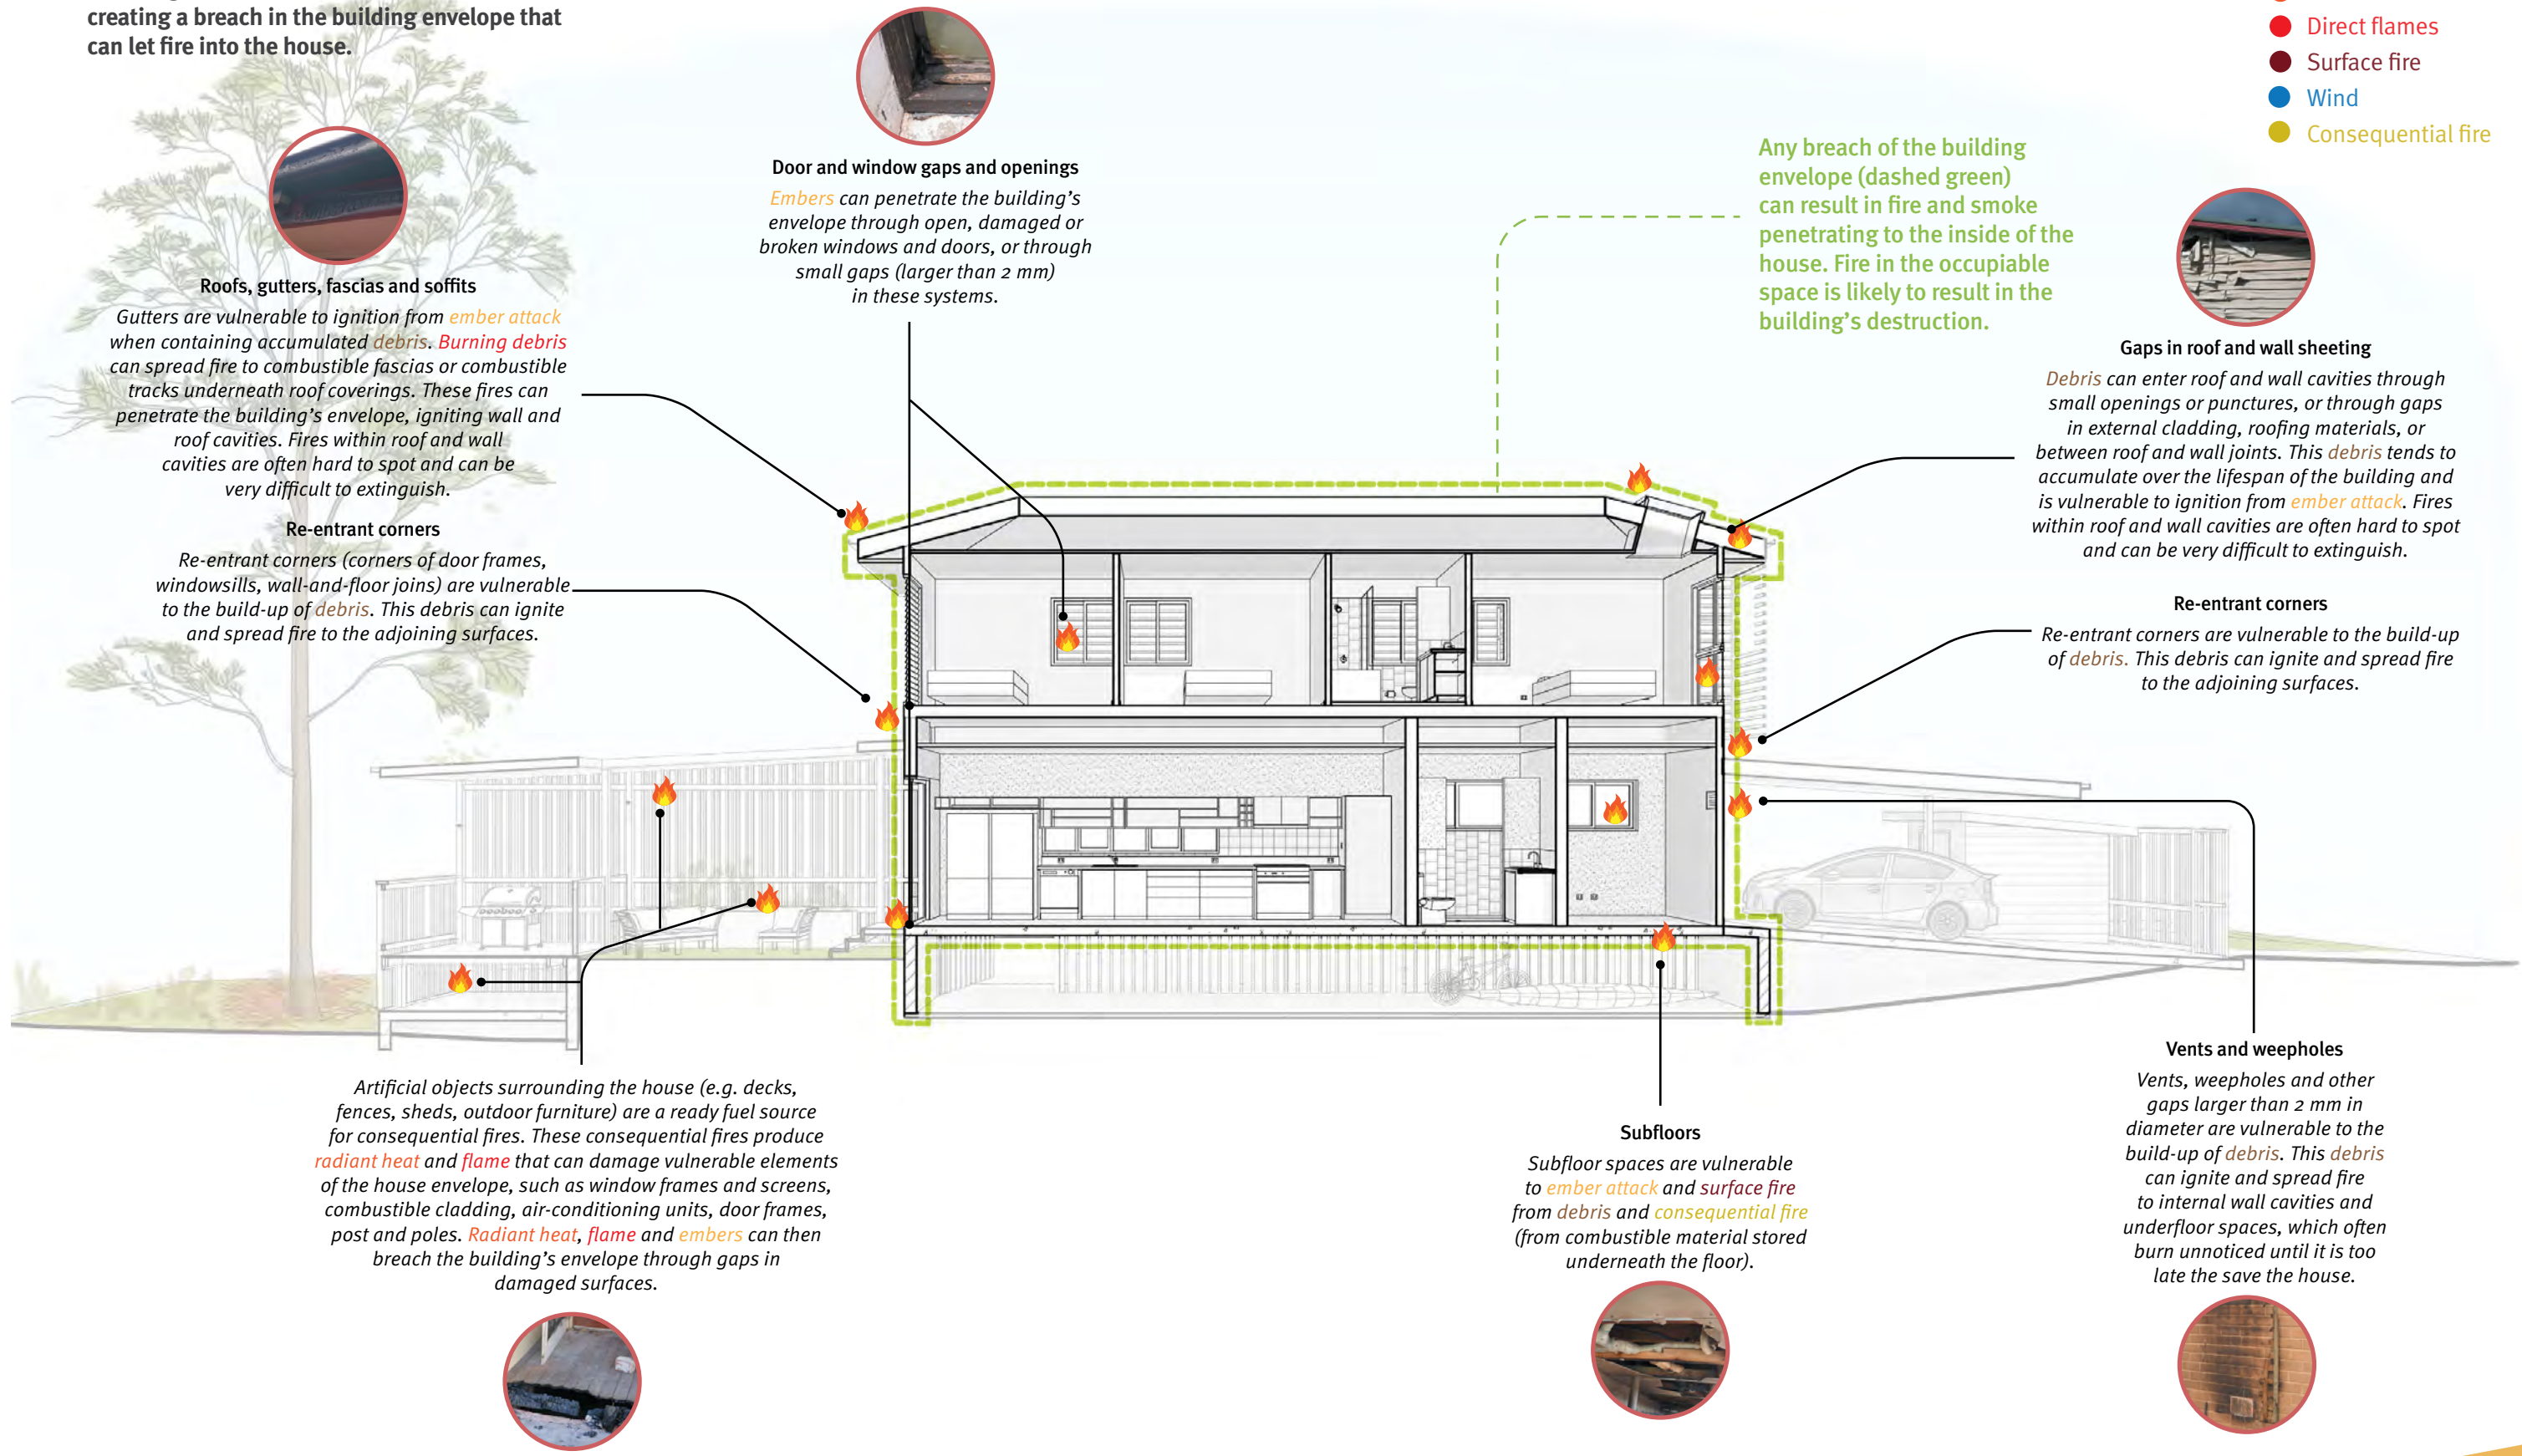 creating a breach in the building envelope that
can let fire into the house.
Direct flames
Surface fire
Wind
Consequential fire
Door and window gaps and openings
Embers can penetrate the building’s
envelope through open, damaged or
broken windows and doors, or through
small gaps (larger than 2 mm)
in these systems.
Any breach of the building
envelope (dashed green)
can result in fire and smoke
penetrating to the inside of the
house. Fire in the occupiable
space is likely to result in the
building’s destruction.
Roofs, gutters, fascias and soffits
Gutters are vulnerable to ignition from ember attack
when containing accumulated debris. Burning debris
can spread fire to combustible fascias or combustible
tracks underneath roof coverings. These fires can
penetrate the building’s envelope, igniting wall and
roof cavities. Fires within roof and wall
cavities are often hard to spot and can be
very difficult to extinguish.
Re-entrant corners
Re-entrant corners (corners of door frames,
windowsills, wall-and-floor joins) are vulnerable
to the build-up of debris. This debris can ignite
and spread fire to the adjoining surfaces.
Gaps in roof and wall sheeting
Debris can enter roof and wall cavities through
small openings or punctures, or through gaps
in external cladding, roofing materials, or
between roof and wall joints. This debris tends to
accumulate over the lifespan of the building and
is vulnerable to ignition from ember attack. Fires
within roof and wall cavities are often hard to spot
and can be very difficult to extinguish.
Re-entrant corners
Re-entrant corners are vulnerable to the build-up
of debris. This debris can ignite and spread fire
to the adjoining surfaces.
Artificial objects surrounding the house (e.g. decks,
fences, sheds, outdoor furniture) are a ready fuel source
for consequential fires. These consequential fires produce
radiant heat and flame that can damage vulnerable elements
of the house envelope, such as window frames and screens,
combustible cladding, air-conditioning units, door frames,
post and poles. Radiant heat, flame and embers can then
breach the building’s envelope through gaps in
damaged surfaces.
Subfloors
Subfloor spaces are vulnerable
to ember attack and surface fire
from debris and consequential fire
(from combustible material stored
underneath the floor).
Vents and weepholes
Vents, weepholes and other
gaps larger than 2 mm in
diameter are vulnerable to the
build-up of debris. This debris
can ignite and spread fire
to internal wall cavities and
underfloor spaces, which often
burn unnoticed until it is too
late the save the house.